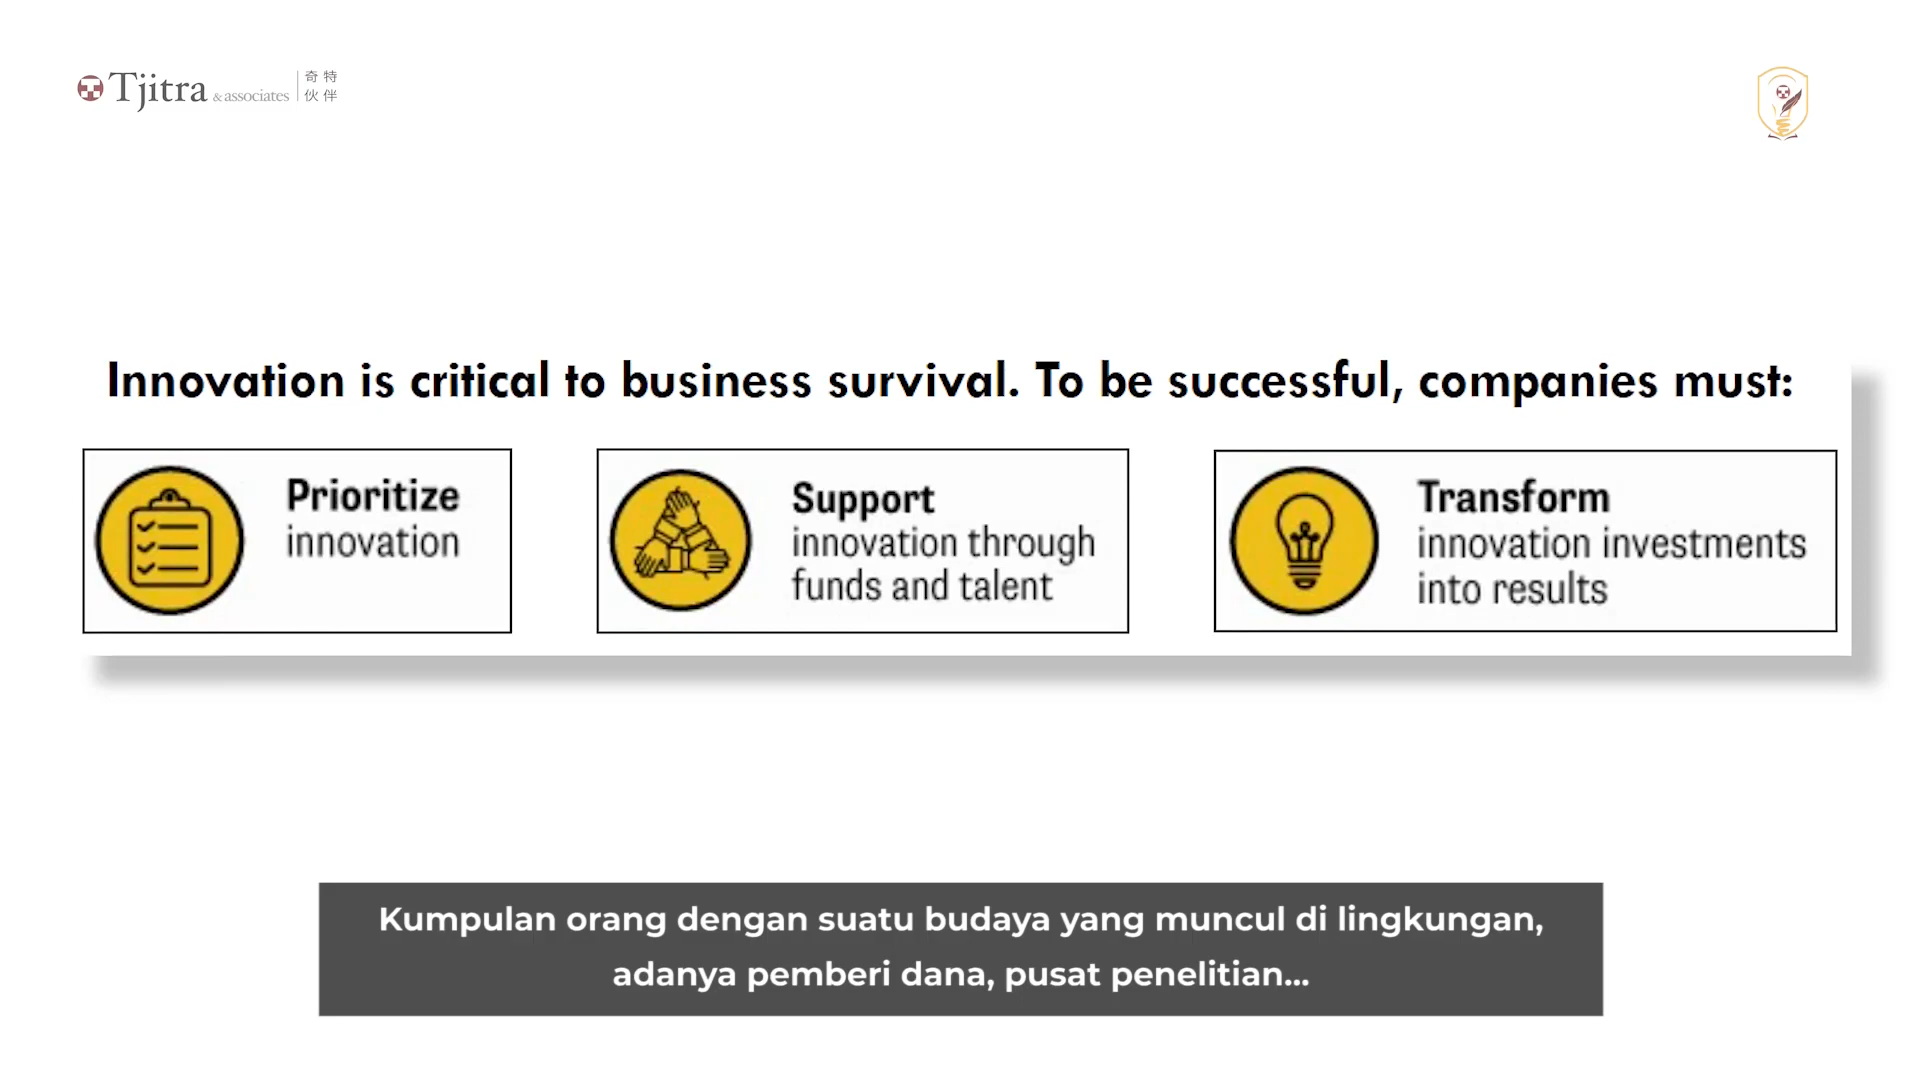 Tjitra & associates
奇特
伙伴
Innovation is critical to business survival. To be successful, companies must:
Prioritize
innovation
Support
innovation through
funds and talent
Transform
innovation investments
into results
Kumpulan orang dengan suatu budaya yang muncul di lingkungan,
adanya pemberi dana, pusat penelitian...